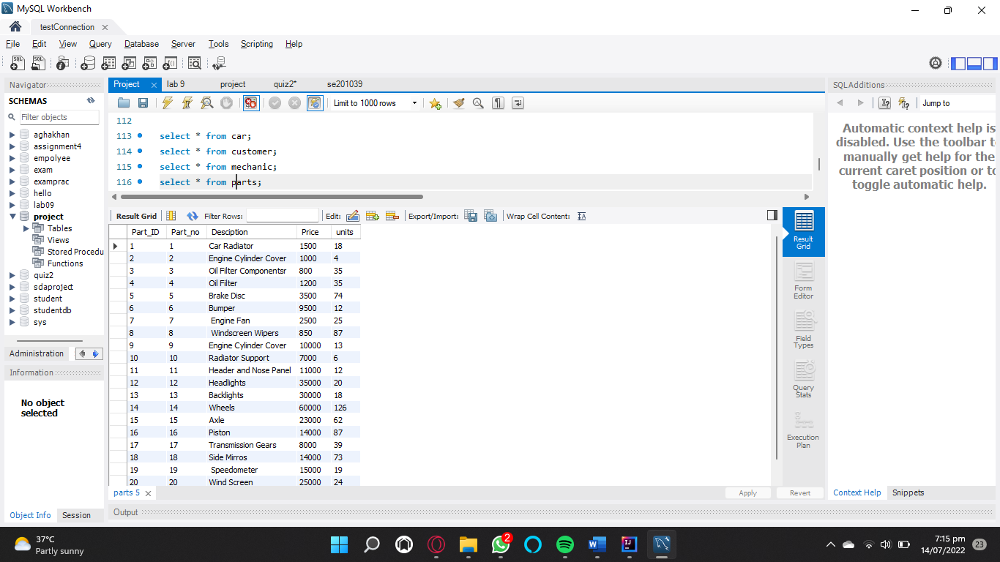 MySQL Workbench
testConnection
File Edit View Query Database Server Tools Scripting Help
Navigator
SCHEMAS
Filter objects
aghakhan
assignment4
empolyee
exam
examprac
hello
lab09
project
Tables
Views
Stored Procedu
Functions
quiz2
sdaproject
student
studentdb
sys
Administration
Information
No object
selected
Object Info Session
Project lab 9 project quiz2* se201039
Limit to 1000 rows
112
113 select * from car;
114 select * from customer;
115 select * from mechanic;
116 select * from parts;
Result Grid Filter Rows: Edit: Export/Import: Wrap Cell Content: IA
Part_ID Part_no Desciption Price units
1 1 Car Radiator 1500 18
2 2 Engine Cylinder Cover 1000 4
3 3 Oil Filter Componentsr 800 35
4 4 Oil Filter 1200 35
5 5 Brake Disc 3500 74
6 6 Bumper 9500 12
7 7 Engine Fan 2500 25
8 8 Windscreen Wipers 850 87
9 9 Engine Cylinder Cover 10000 13
10 10 Radiator Support 7000 6
11 11 Header and Nose Panel 11000 12
12 12 Headlights 35000 20
13 13 Backlights 30000 18
14 14 Wheels 60000 126
15 15 Axle 23000 62
16 16 Piston 14000 87
17 17 Transmission Gears 8000 39
18 18 Side Mirros 14000 73
19 19 Speedometer 15000 19
20 20 Wind Screen 25000 24
Result
Grid
Form
Editor
Field
Types
Query
Stats
Execution
Plan
parts 5 Apply Revert
Output
SQLAdditions
Jump to
Automatic context help is
disabled. Use the toolbar t
manually get help for the
current caret position or to
toggle automatic help.
Context Help Snippets
37°C
Partly sunny
2
7:15 pm
14/07/2022
23